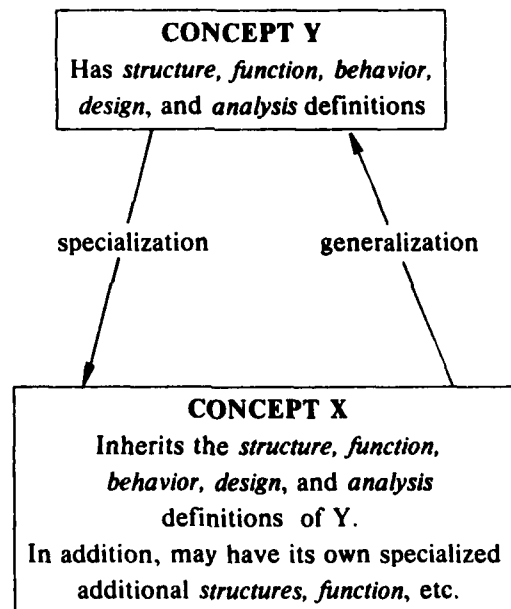 CONCEPT Y
Has structure, function, behavior,
design, and analysis definitions
specialization
generalization
CONCEPT X
Inherits the structure, function,
behavior, design, and analysis
definitions of Y.
In addition, may have its own specialized
additional structures, function, etc.